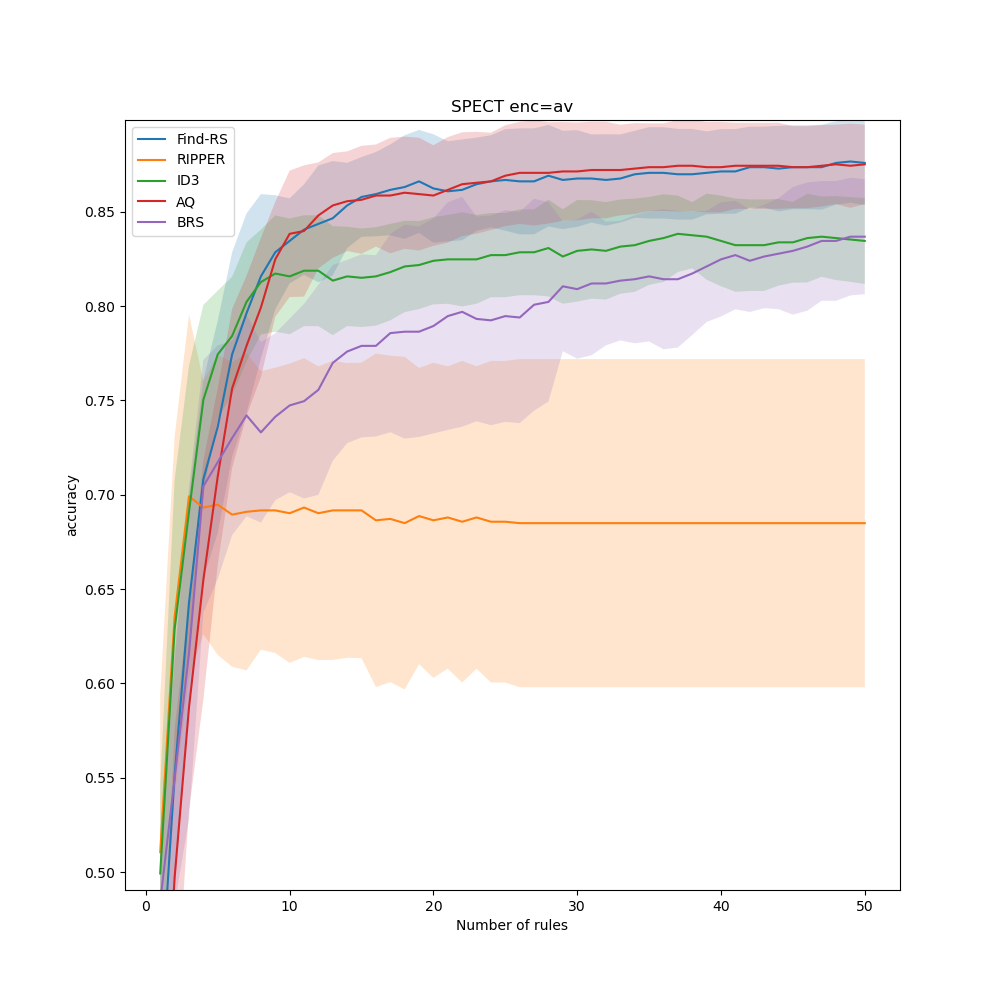 SPECT enc=av
Find-RS
RIPPER
ID3
AQ
BRS
0.85
0.80
0.75
0.70
0.65
0.60
0.55
0.50
accuracy
0 10 20 30 40 50
Number of rules